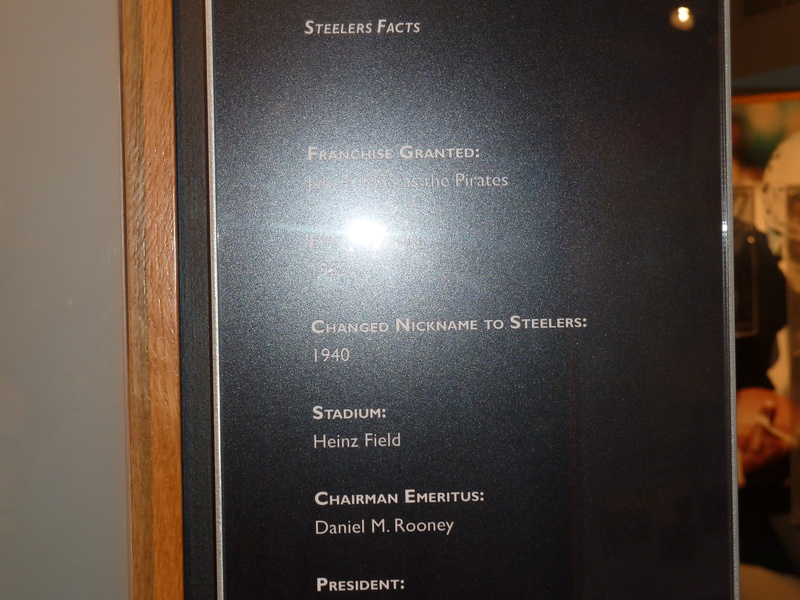 STEELERS FACTS
FRANCHISE GRANTED:
as the Pirates
CHANGED NICKNAME TO STEELERS:
1940
STADIUM:
Heinz Field
CHAIRMAN EMERITUS:
Daniel M. Rooney
PRESIDENT: